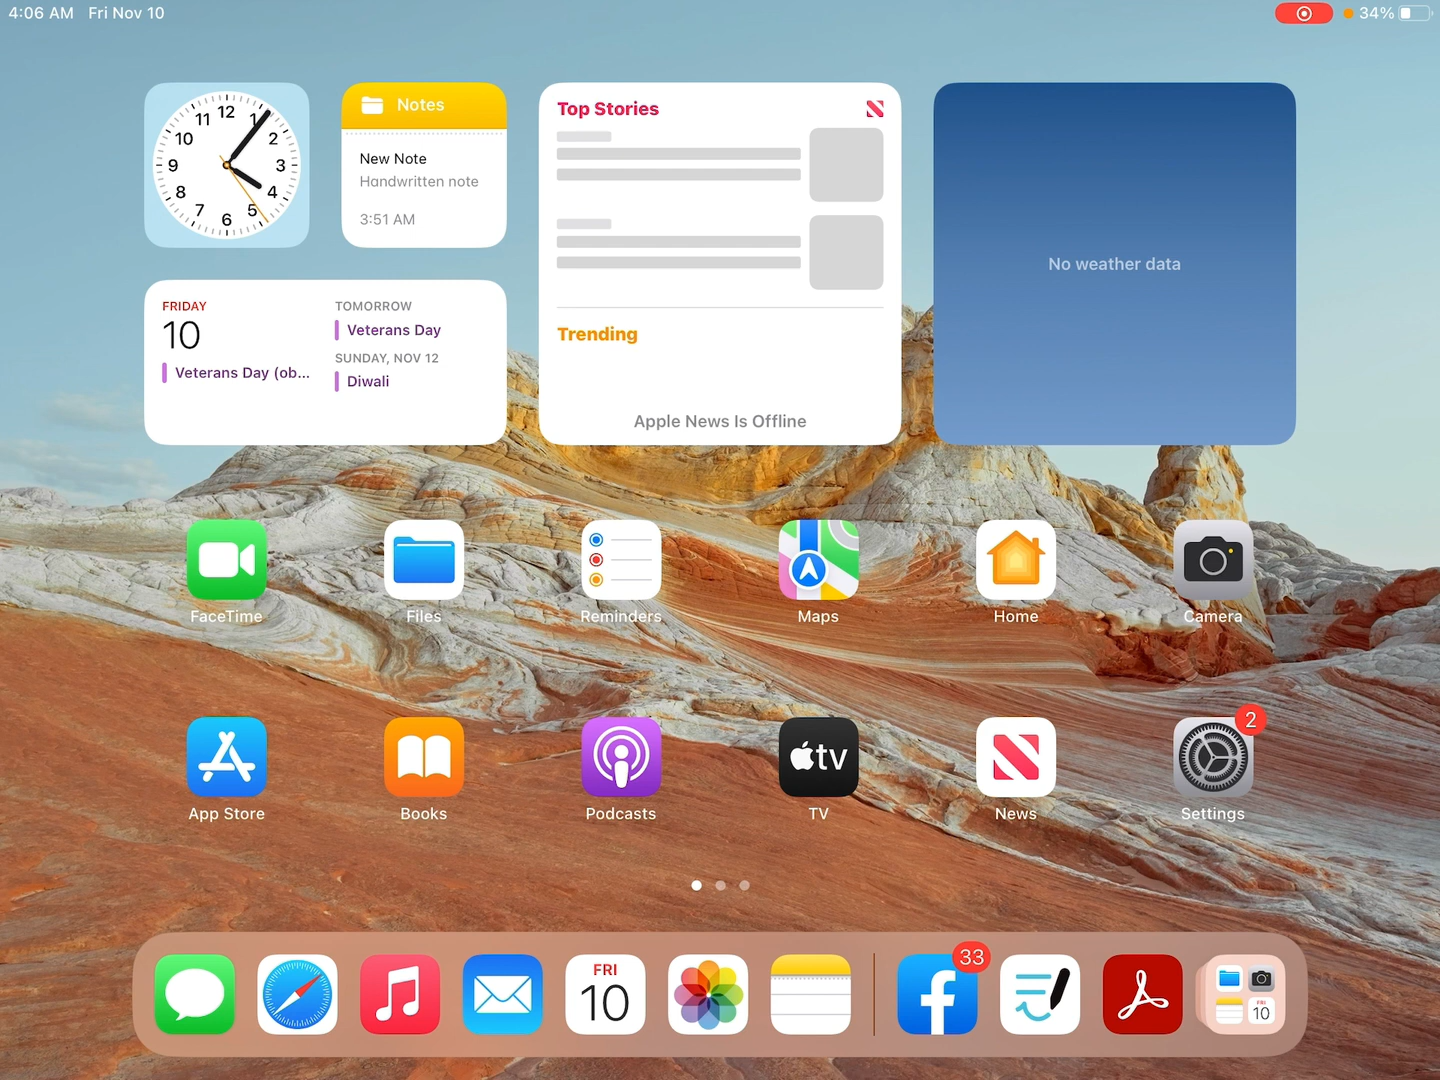 4:06 AM Fri Nov 10
34%
12
1
2
3
4
5
6
7
8
9
10
11
Notes
New Note
Handwritten note
3:51 AM
Top Stories
Trending
Apple News Is Offline
No weather data
FRIDAY
10
Veterans Day (ob...
TOMORROW
Veterans Day
SUNDAY, NOV 12
Diwali
FaceTime
Files
Reminders
Maps
Home
Camera
tv
2
App Store
Books
Podcasts
TV
News
Settings
FRI
10
33
FRI
10